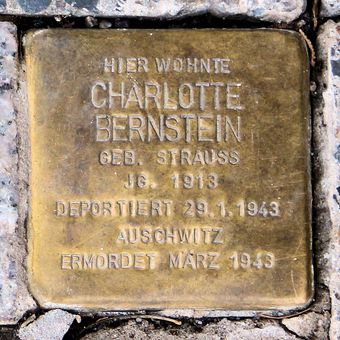 HIER WOHNTE
CHARLOTTE
BERNSTEIN
GEB. STRAUSS
JG. 1913
DEPORTIERT 29.1.1943
AUSCHWITZ
ERMORDET MÄRZ 1943